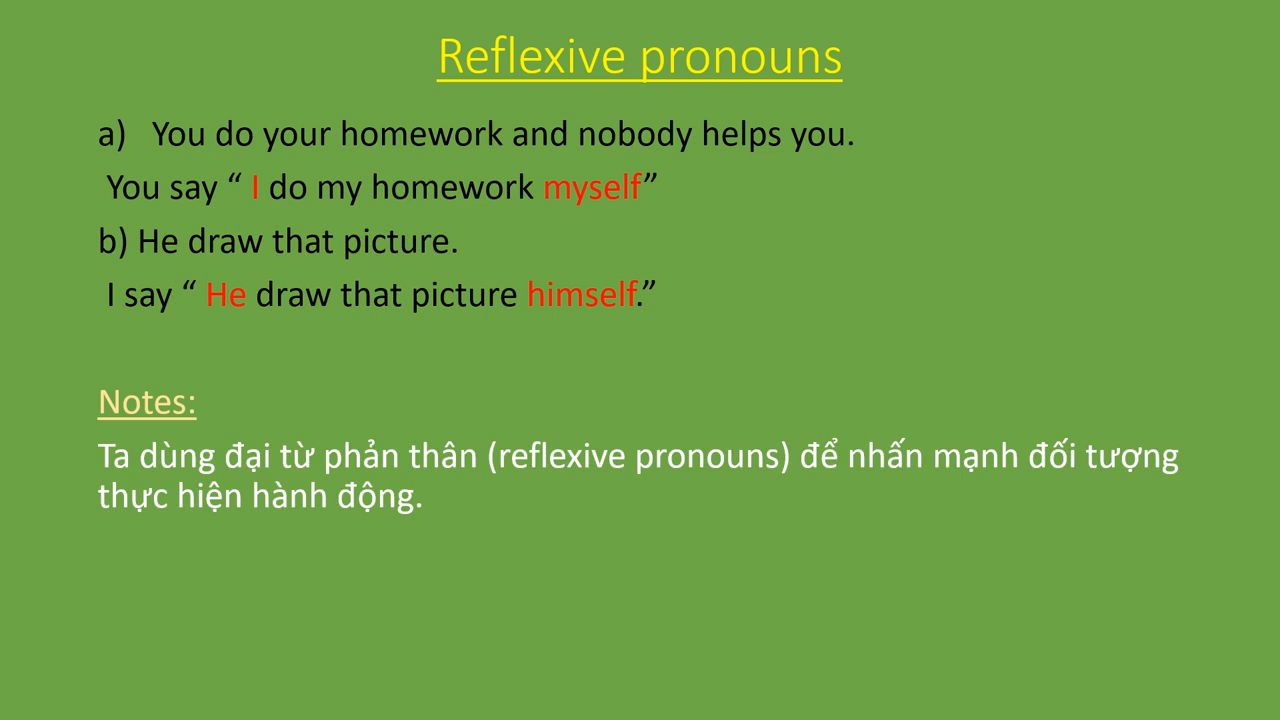 Reflexive pronouns
a) You do your homework and nobody helps you.
You say “ I do my homework myself”
b) He draw that picture.
I say “ He draw that picture himself.”
Notes:
Ta dùng đại từ phản thân (reflexive pronouns) để nhấn mạnh đối tượng
thực hiện hành động.